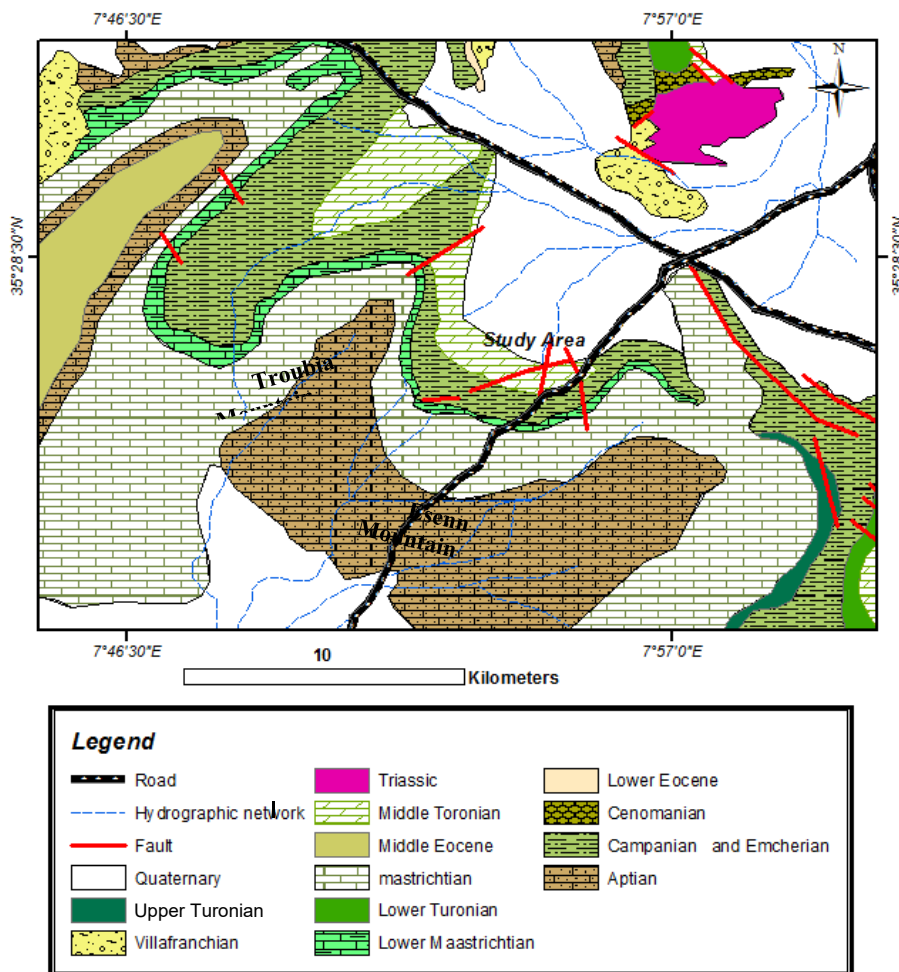 7°46'30"E 7°57'0"E
N
35°28'30"N 35°28'30"N
Study Area
Troubia
Esenn
Mountain
7°46'30"E 7°57'0"E
10
Kilometers
Legend
Road Triassic Lower Eocene
Hydrographic network Middle Toronian Cenomanian
Fault Middle Eocene Campanian and Emcherian
Quaternary mastrichtian Aptian
Upper Turonian Lower Turonian
Villafranchian Lower Maastrichtian